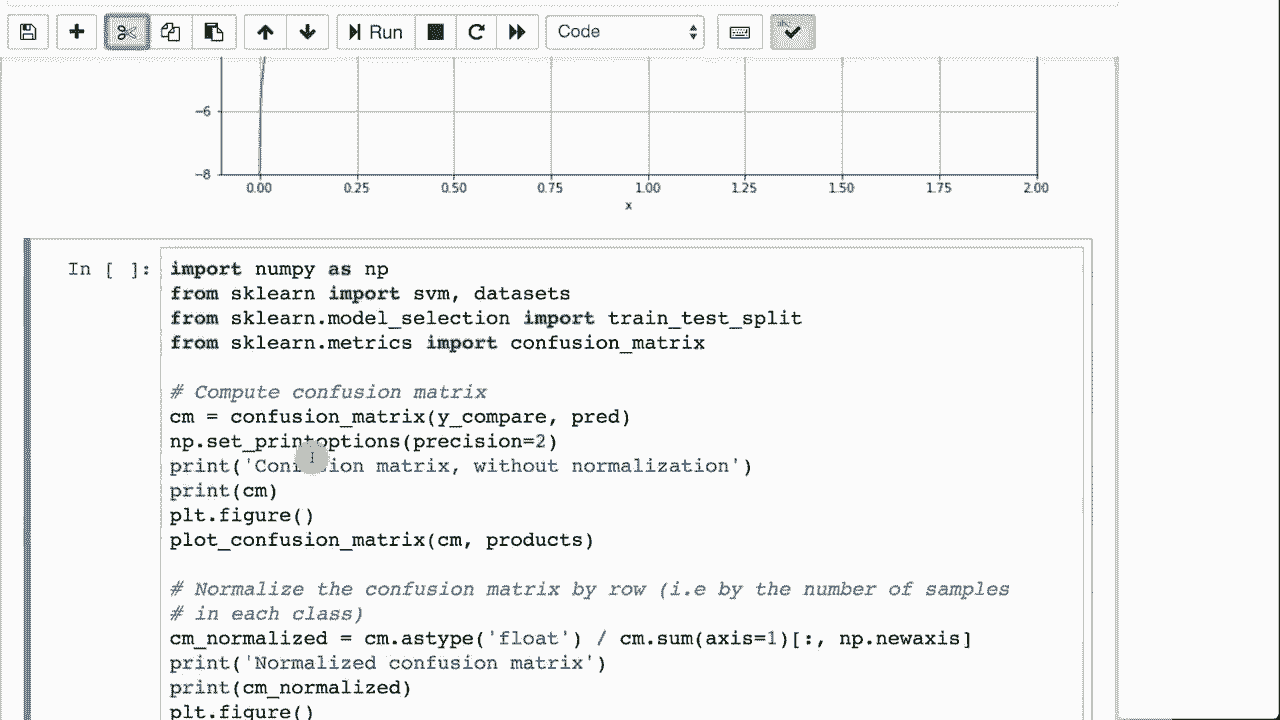 Run
Code
-6
-8
0.00 0.25 0.50 0.75 1.00 1.25 1.50 1.75 2.00
x
In [ ]:
import numpy as np
from sklearn import svm, datasets
from sklearn.model_selection import train_test_split
from sklearn.metrics import confusion_matrix
# Compute confusion matrix
cm = confusion_matrix(y_compare, pred)
np.set_printoptions(precision=2)
print('Confusion matrix, without normalization')
print(cm)
plt.figure()
plot_confusion_matrix(cm, products)
# Normalize the confusion matrix by row (i.e by the number of samples
# in each class)
cm_normalized = cm.astype('float') / cm.sum(axis=1)[:, np.newaxis]
print('Normalized confusion matrix')
print(cm_normalized)
plt.figure()